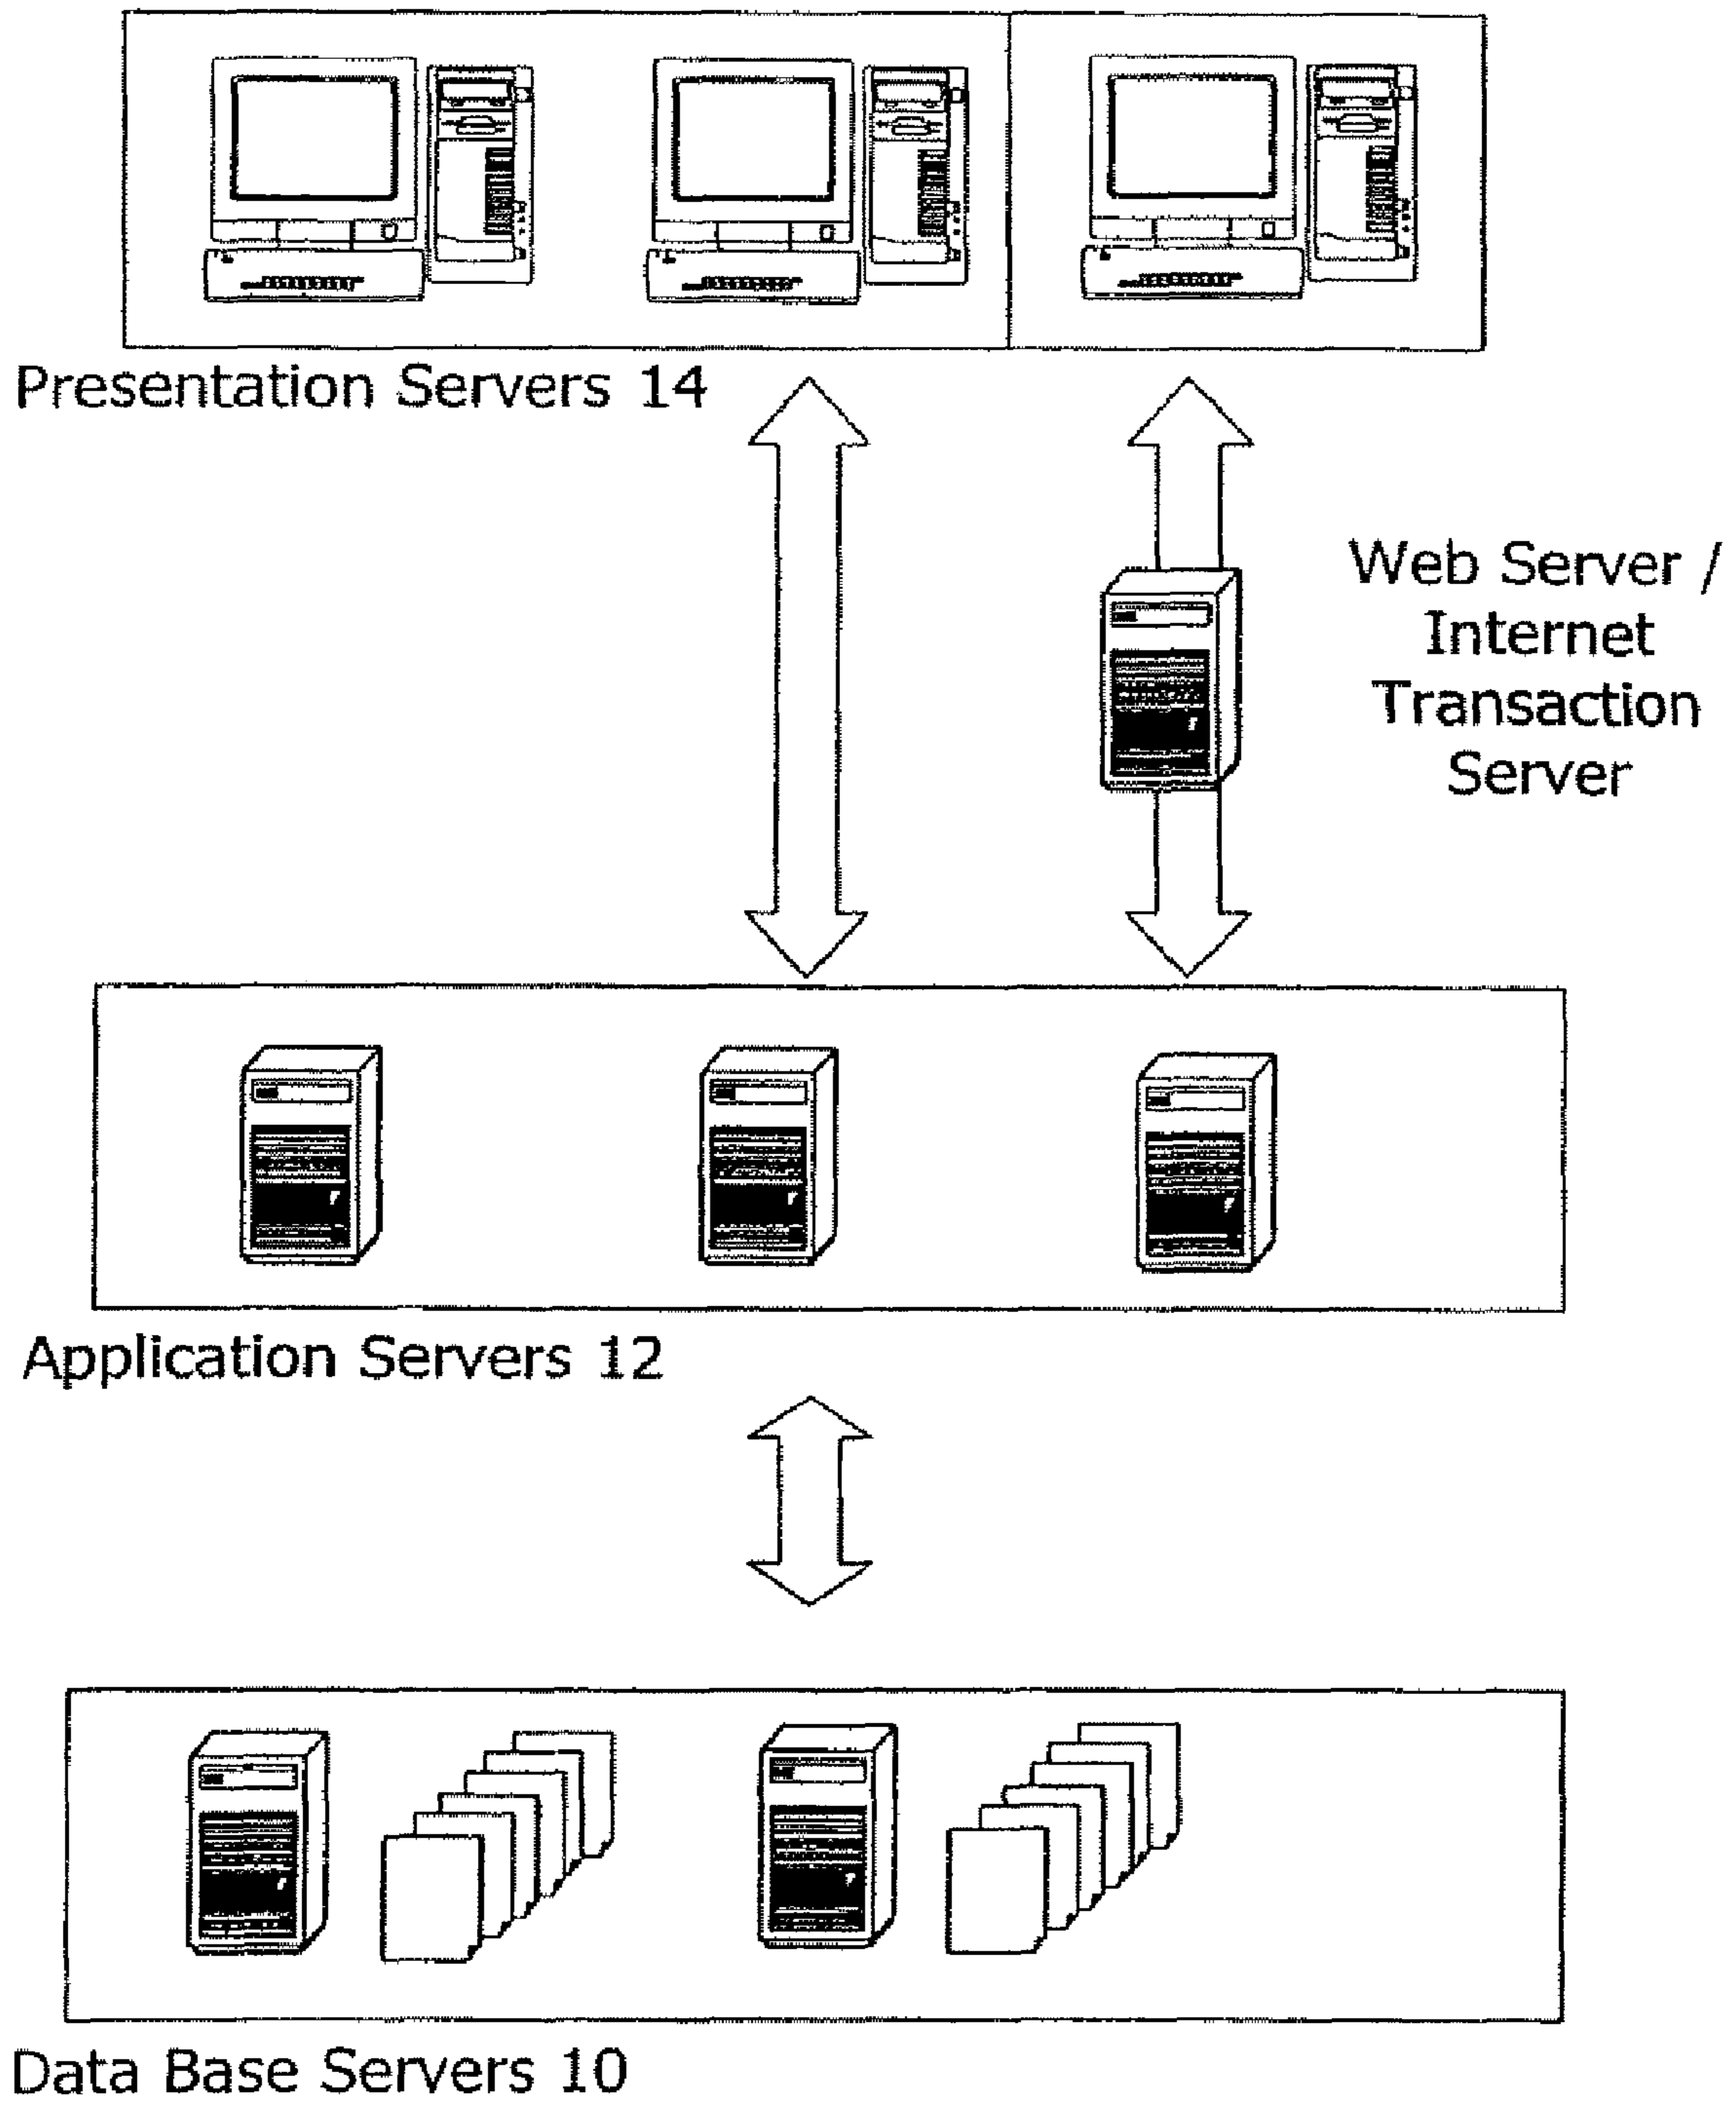 Presentation Servers 14
Web Server /
Internet
Transaction
Server
Application Servers 12
Data Base Servers 10